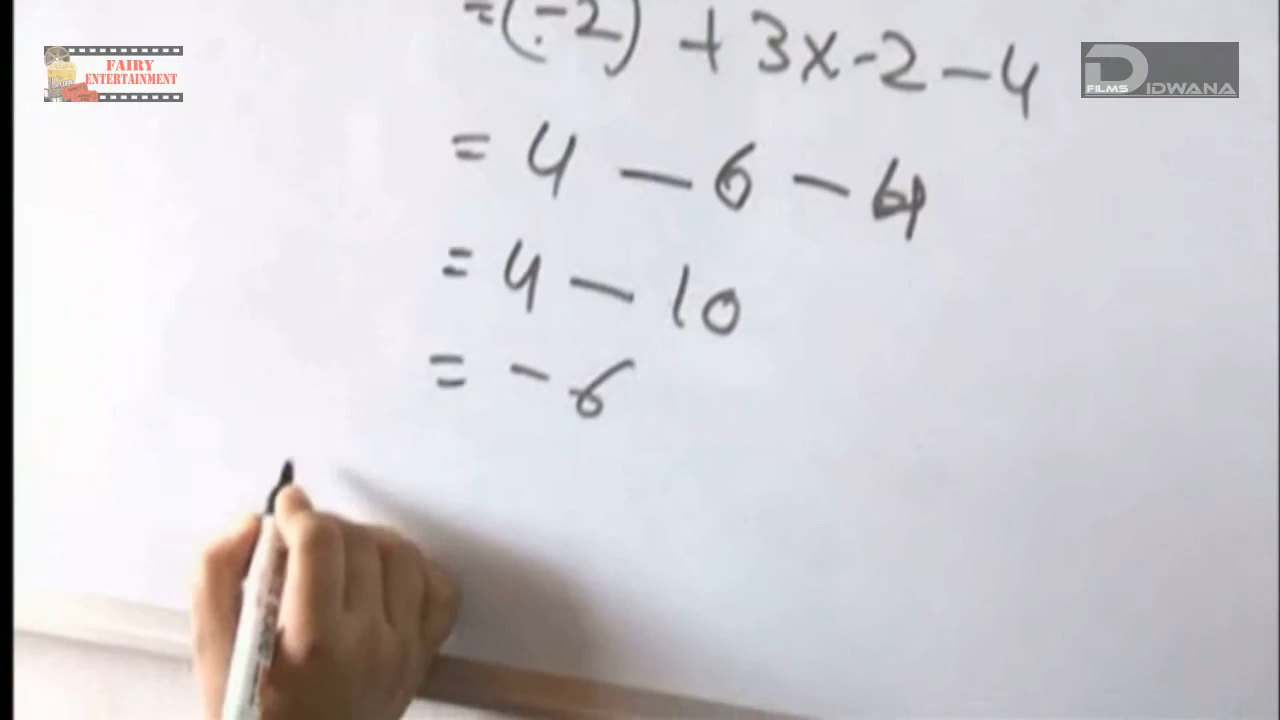 FAIRY
ENTERTAINMENT
DIDWANA
FILMS
=(-2) + 3x-2-4
= 4 - 6 - 4
= 4 - 10
= -6